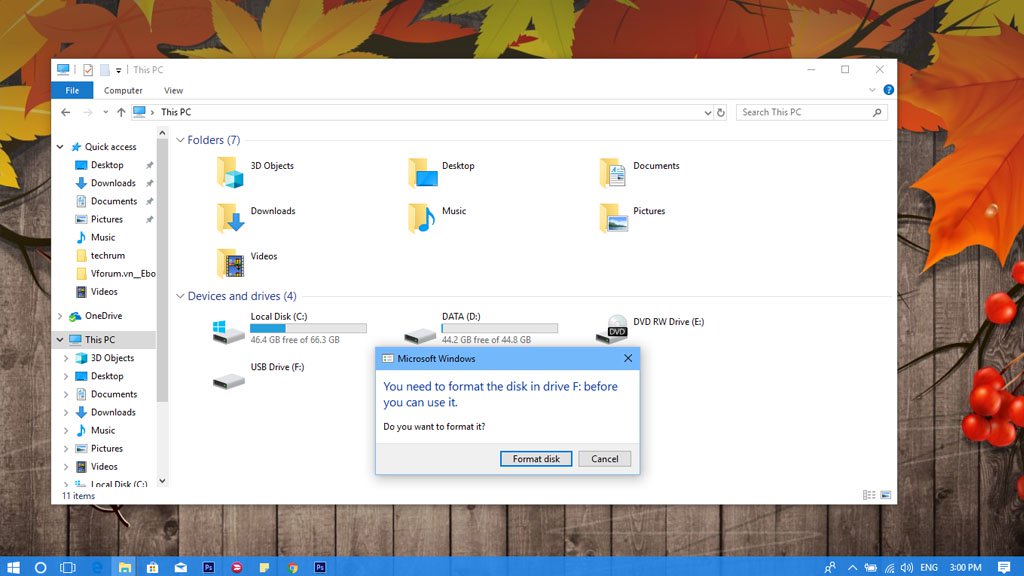 This PC
File
Computer
View
This PC
Search This PC
Quick access
Desktop
Downloads
Documents
Pictures
Music
techrum
Vforum.vn__Ebo
Videos
OneDrive
This PC
3D Objects
Desktop
Documents
Downloads
Music
Pictures
Videos
Local Disk (C:)
Folders (7)
3D Objects
Desktop
Documents
Downloads
Music
Pictures
Videos
Devices and drives (4)
Local Disk (C:)
46.4 GB free of 66.3 GB
DATA (D:)
44.2 GB free of 44.8 GB
DVD
DVD RW Drive (E:)
USB Drive (F:)
Microsoft Windows
You need to format the disk in drive F: before
you can use it.
Do you want to format it?
Format disk
Cancel
11 items
Ps
Ps
ENG
3:00 PM